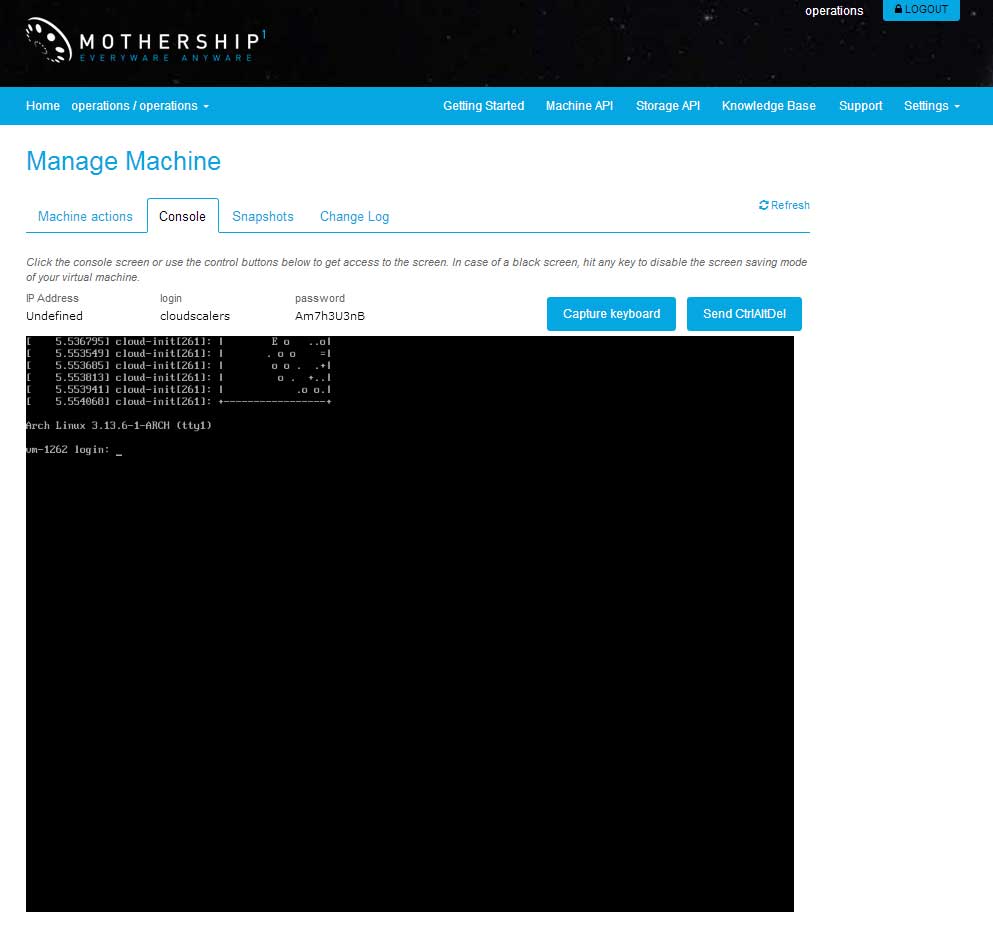 operations LOGOUT
MOTHERSHIP1
EVERYWARE ANYWARE
Home operations / operations Getting Started Machine API Storage API Knowledge Base Support Settings
Manage Machine
Machine actions Console Snapshots Change Log Refresh
Click the console screen or use the control buttons below to get access to the screen. In case of a black screen, hit any key to disable the screen saving mode
of your virtual machine.
IP Address login password
Undefined cloudscalers Am7h3U3nB
Capture keyboard Send CtrlAltDel
[    5.536795] cloud-init[261]: |        E o   ..o|
[    5.553549] cloud-init[261]: |       . o o    =|
[    5.553685] cloud-init[261]: |        o o .  .+|
[    5.553813] cloud-init[261]: |         o .  +..|
[    5.553941] cloud-init[261]: |            .o o.|
[    5.554068] cloud-init[261]: +-----------------+
Arch Linux 3.13.6-1-ARCH (tty1)
vm-1262 login: _